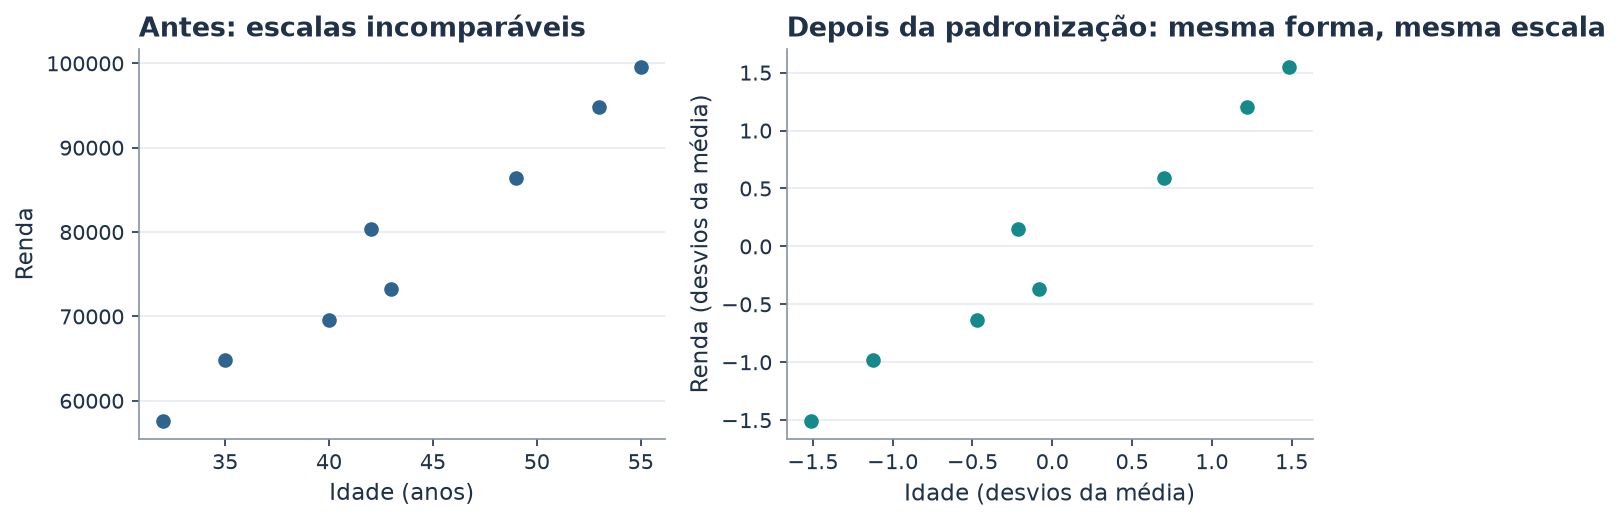 Antes: escalas incomparáveis
Renda
100000
90000
80000
70000
60000
35 40 45 50 55
Idade (anos)
Depois da padronização: mesma forma, mesma escala
Renda (desvios da média)
1.5
1.0
0.5
0.0
−0.5
−1.0
−1.5
−1.5 −1.0 −0.5 0.0 0.5 1.0 1.5
Idade (desvios da média)